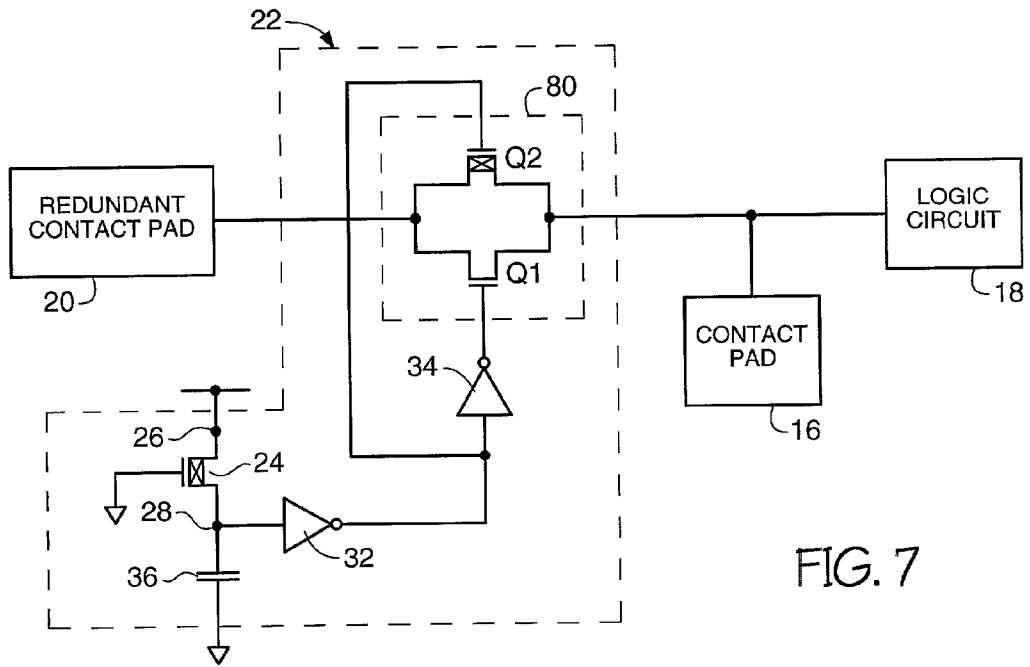 22
80
Q2
REDUNDANT
CONTACT PAD
20
LOGIC
CIRCUIT
18
Q1
CONTACT
PAD
16
34
26
24
28
32
36
FIG. 7